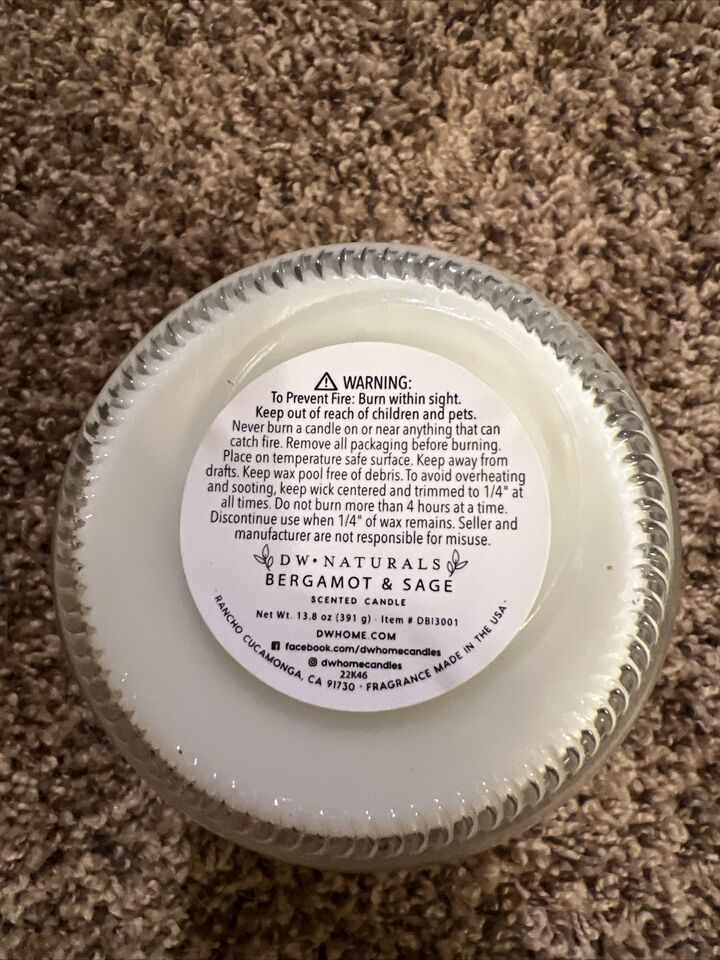 ⚠ WARNING:
To Prevent Fire: Burn within sight.
Keep out of reach of children and pets.
Never burn a candle on or near anything that can
catch fire. Remove all packaging before burning.
Place on temperature safe surface. Keep away from
drafts. Keep wax pool free of debris. To avoid overheating
and sooting, keep wick centered and trimmed to 1/4" at
all times. Do not burn more than 4 hours at a time.
Discontinue use when 1/4" of wax remains. Seller and
manufacturer are not responsible for misuse.
DW·NATURALS
BERGAMOT & SAGE
SCENTED CANDLE
Net Wt. 13.8 oz (391 g) · Item # DBI3001
DWHOME.COM
facebook.com/dwhomecandles
dwhomecandles
22K46
· RANCHO CUCAMONGA, CA 91730 · FRAGRANCE MADE IN THE USA ·